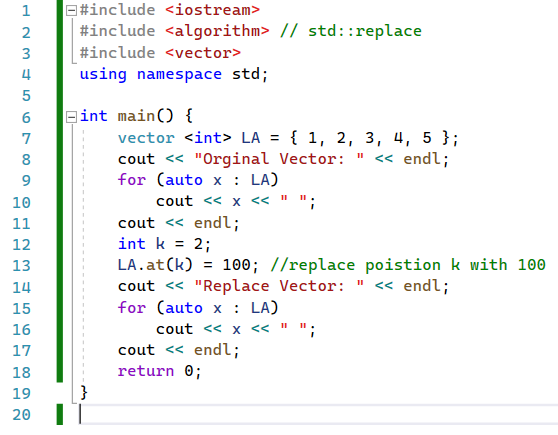 1 #include <iostream>
2 #include <algorithm> // std::replace
3 #include <vector>
4 using namespace std;
5
6 int main() {
7 vector <int> LA = { 1, 2, 3, 4, 5 };
8 cout << "Orginal Vector: " << endl;
9 for (auto x : LA)
10 cout << x << " ";
11 cout << endl;
12 int k = 2;
13 LA.at(k) = 100; //replace poistion k with 100
14 cout << "Replace Vector: " << endl;
15 for (auto x : LA)
16 cout << x << " ";
17 cout << endl;
18 return 0;
19 }
20